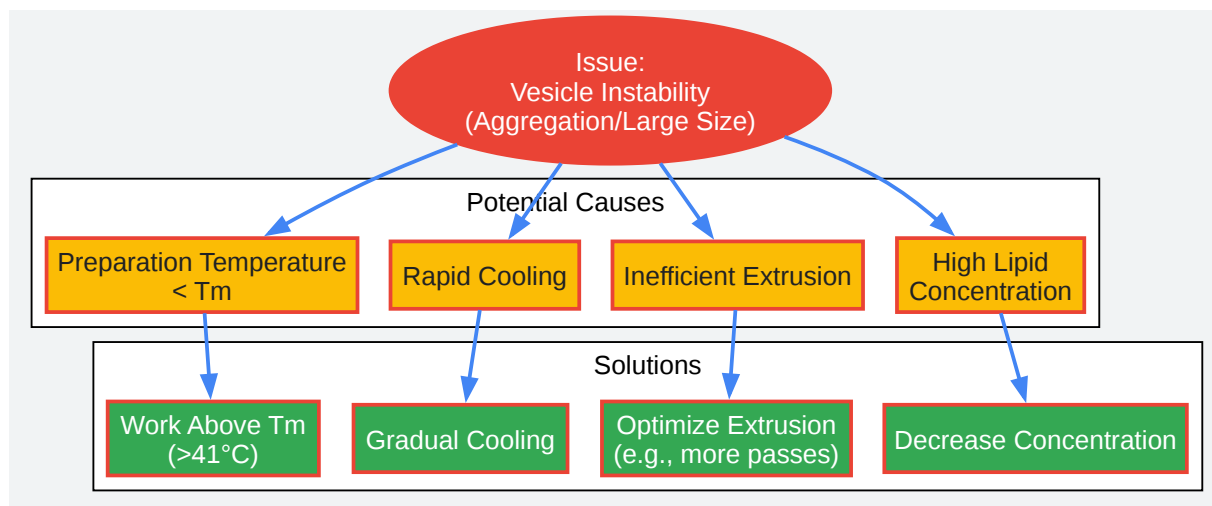 Issue:
Vesicle Instability
(Aggregation/Large Size)
Potential Causes
Preparation Temperature
< Tm
Rapid Cooling
Inefficient Extrusion
High Lipid
Concentration
Solutions
Work Above Tm
(>41°C)
Gradual Cooling
Optimize Extrusion
(e.g., more passes)
Decrease Concentration